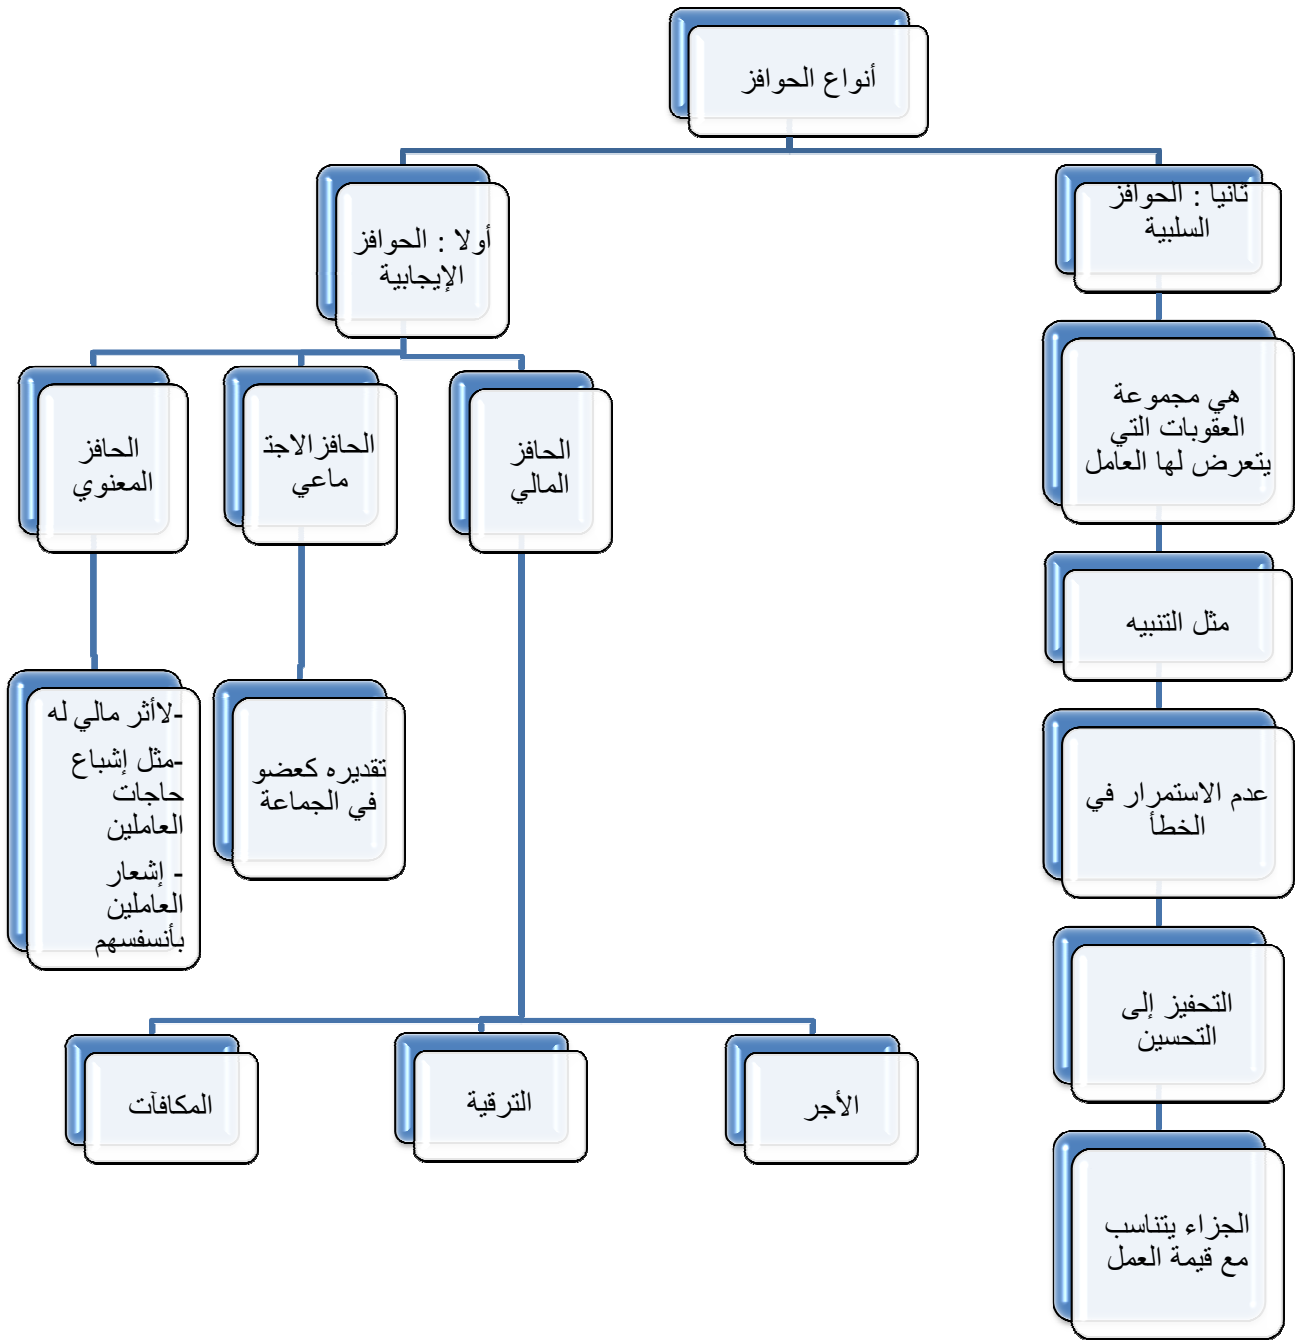 أنواع الحوافز
ثانيا : الحوافز
السلبية
أولا : الحوافز
الإيجابية
هي مجموعة
العقوبات التي
يتعرض لها العامل
الحافز
المالي
الحافز الاجت
ماعي
الحافز
المعنوي
مثل التنبيه
عدم الاستمرار في
الخطأ
تقديره كعضو
في الجماعة
-لاأثر مالي له
-مثل إشباع
حاجات
العاملين
- إشعار
العاملين
بأنسفسهم
التحفيز إلى
التحسين
الأجر
الترقية
المكافآت
الجزاء يتناسب
مع قيمة العمل